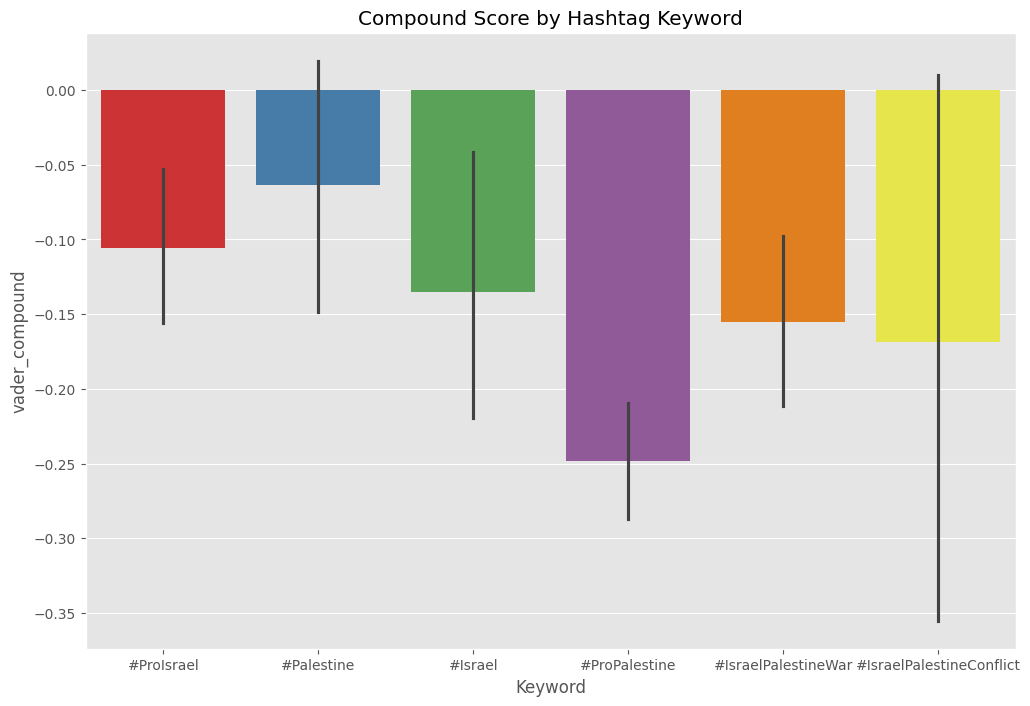 Compound Score by Hashtag Keyword
vader_compound
0.00
−0.05
−0.10
−0.15
−0.20
−0.25
−0.30
−0.35
#ProIsrael
#Palestine
#Israel
#ProPalestine
#IsraelPalestineWar
#IsraelPalestineConflict
Keyword